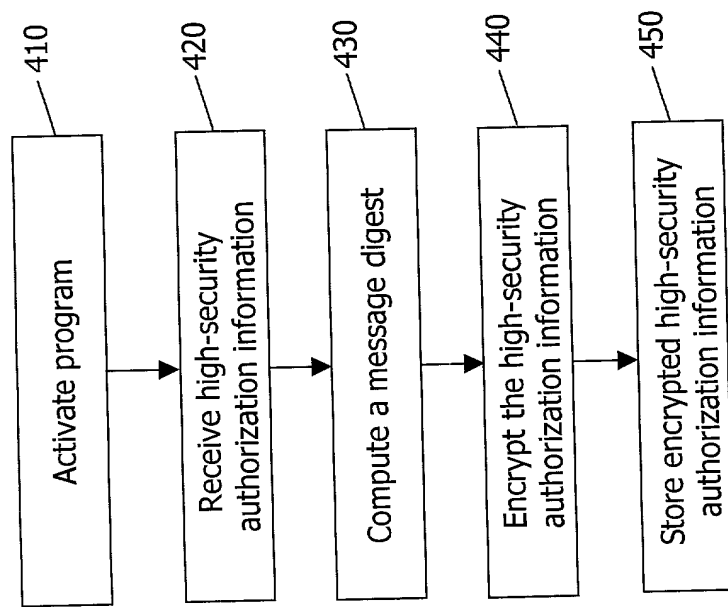 Activate program
410
Receive high-security
authorization information
420
Compute a message digest
430
Encrypt the high-security
authorization information
440
Store encrypted high-security
authorization information
450